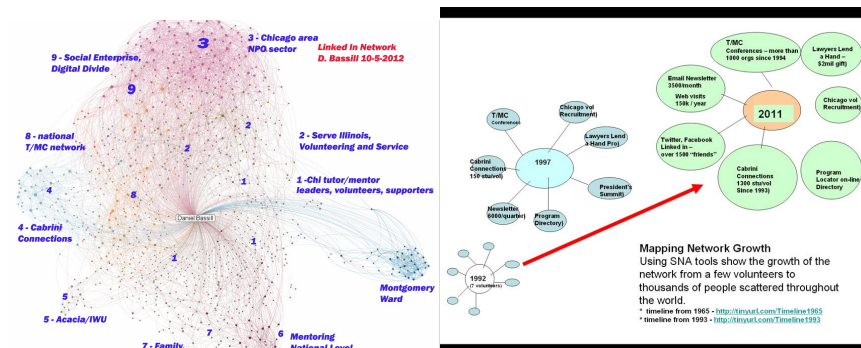 3 - Chicago area
NPO sector
3
Linked In Network
D. Bassill 10-5-2012
9 - Social Enterprise,
Digital Divide
9
8 - national
T/MC network
2
2
2 - Serve Illinois,
Volunteering and Service
1
1 -Chi tutor/mentor
leaders, volunteers, supporters
4
8
Daniel Bassill
4 - Cabrini
Connections
1
1
Montgomery
Ward
5
5 - Acacia/IWU
7
7 - Family,
6
Mentoring
National Level
T/MC
Conferences
Chicago vol
Recruitment)
Lawyers Lend
a Hand Pro)
1997
Cabrini
Connections
150 stu/vol)
President's
Summit)
Newsletter
6000/quarter)
Program
Directory)
1992
(7 volunteers)
T/MC
Conferences – more than
1000 orgs since 1994
Lawyers Lend
a Hand –
$2mil gift)
Email Newsletter
3500/month
Web visits
150k / year
2011
Chicago vol
Recruitment)
Twitter, Facebook
Linked in –
over 1500 “friends”
Cabrini
Connections
1300 stu/vol
Since 1993)
Program
Locator on-line
Directory
Mapping Network Growth
Using SNA tools show the growth of the
network from a few volunteers to
thousands of people scattered throughout
the world.
* timeline from 1965 - http://tinyurl.com/Timeline1965
* timeline from 1993 - http://tinyurl.com/Timeline1993